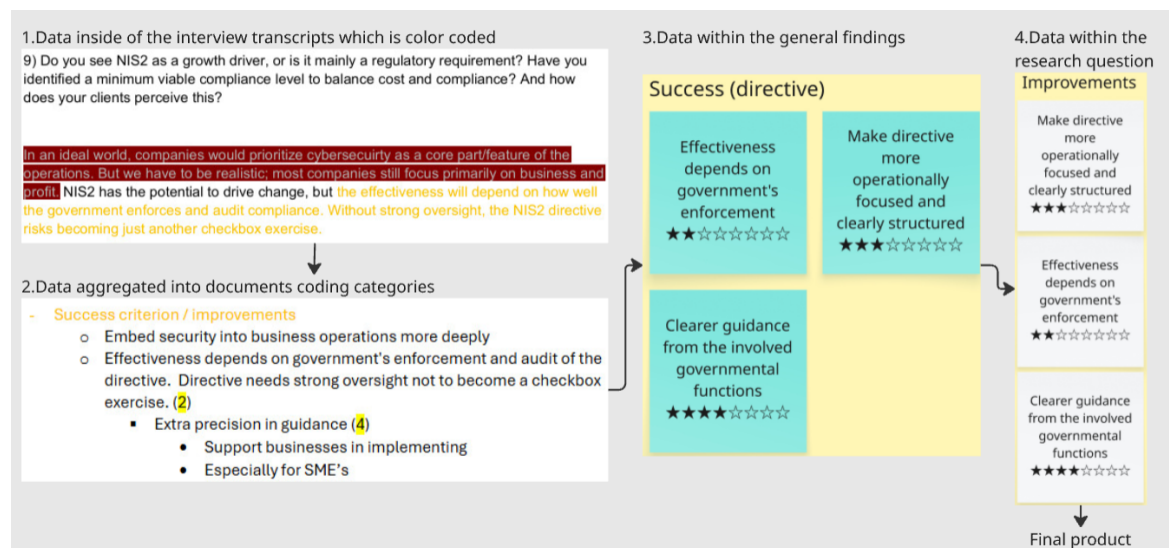 1.Data inside of the interview transcripts which is color coded
9) Do you see NIS2 as a growth driver, or is it mainly a regulatory requirement? Have you
identified a minimum viable compliance level to balance cost and compliance? And how
does your clients perceive this?
In an ideal world, companies would prioritize cybersecuirty as a core part/feature of the
operations. But we have to be realistic; most companies still focus primarily on business and
profit. NIS2 has the potential to drive change, but the effectiveness will depend on how well
the government enforces and audit compliance. Without strong oversight, the NIS2 directive
risks becoming just another checkbox exercise.
2.Data aggregated into documents coding categories
- Success criterion / improvements
o Embed security into business operations more deeply
o Effectiveness depends on government's enforcement and audit of the
directive. Directive needs strong oversight not to become a checkbox
exercise. (2)
▪ Extra precision in guidance (4)
• Support businesses in implementing
• Especially for SME's
3.Data within the general findings
Success (directive)
Effectiveness
depends on
government's
enforcement
★★☆☆☆☆☆☆
Make directive
more
operationally
focused and
clearly structured
★★★☆☆☆☆☆
Clearer guidance
from the involved
governmental
functions
★★★★☆☆☆☆
4.Data within the
research question
Improvements
Make directive
more
operationally
focused and
clearly structured
★★★☆☆☆☆☆
Effectiveness
depends on
government's
enforcement
★★☆☆☆☆☆☆
Clearer guidance
from the involved
governmental
functions
★★★★☆☆☆☆
Final product